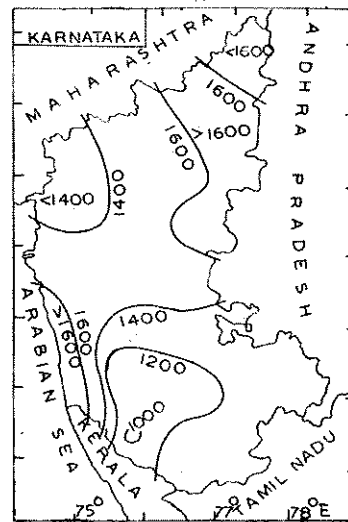 KARNATAKA
<1600
MAHARASHTRA
1600
>1600
ANDHRA PRADESH
1600
<1400
1400
>1600
1600
1400
1200
<1000
ARABIAN SEA
KERALA
TAMIL NADU
75°
77°
78°E